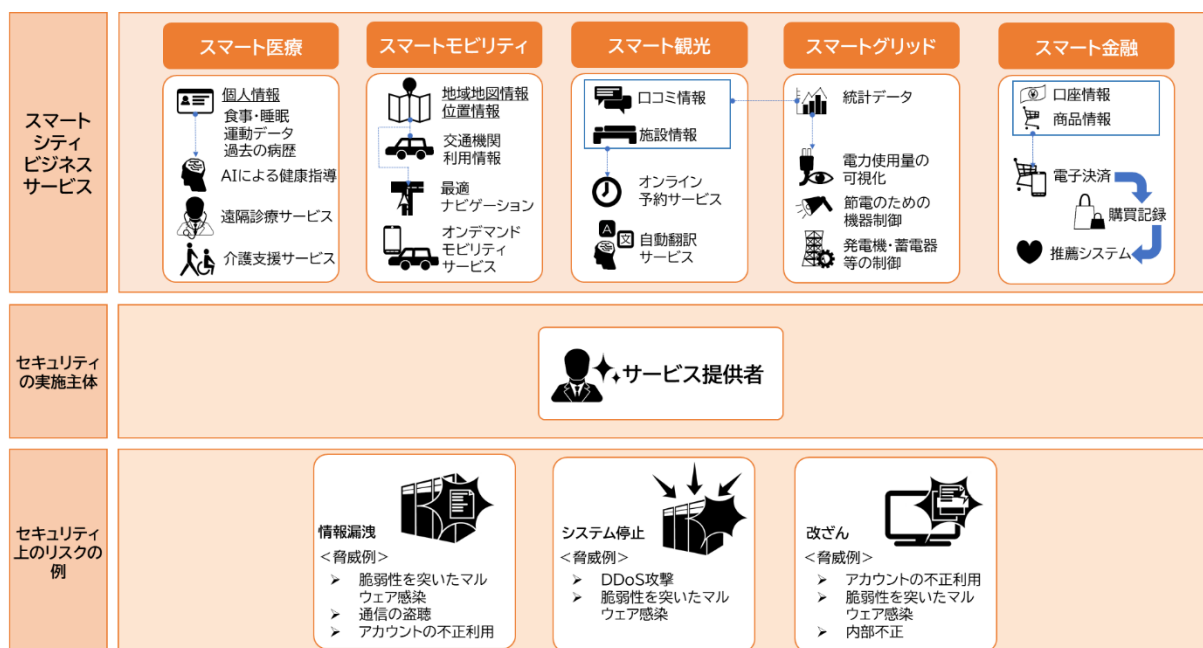 スマート
シティ
ビジネス
サービス
スマート医療
個人情報
食事・睡眠
運動データ
過去の病歴
AIによる健康指導
遠隔診療サービス
介護支援サービス
スマートモビリティ
地域地図情報
位置情報
交通機関
利用情報
最適
ナビゲーション
オンデマンド
モビリティ
サービス
スマート観光
口コミ情報
施設情報
オンライン
予約サービス
A
文
自動翻訳
サービス
スマートグリッド
統計データ
電力使用量の
可視化
節電のための
機器制御
発電機・蓄電器
等の制御
スマート金融
口座情報
商品情報
電子決済
購買記録
推薦システム
セキュリティ
の実施主体
サービス提供者
セキュリティ
上のリスクの
例
情報漏洩
<脅威例>
➢ 脆弱性を突いたマル
ウェア感染
➢ 通信の盗聴
➢ アカウントの不正利用
システム停止
<脅威例>
➢ DDoS攻撃
➢ 脆弱性を突いたマル
ウェア感染
改ざん
<脅威例>
➢ アカウントの不正利用
➢ 脆弱性を突いたマル
ウェア感染
➢ 内部不正